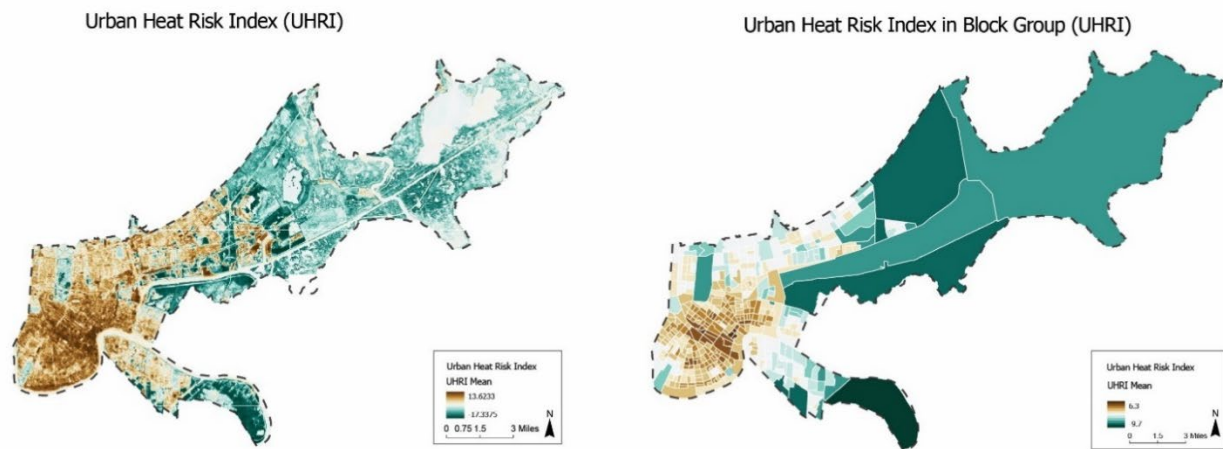 Urban Heat Risk Index (UHRI)
Urban Heat Risk Index
UHRI Mean
13.6233
-17.3375
0 0.75 1.5 3 Miles
N
Urban Heat Risk Index in Block Group (UHRI)
Urban Heat Risk Index
UHRI Mean
6.3
-9.7
0 1.5 3 Miles
N